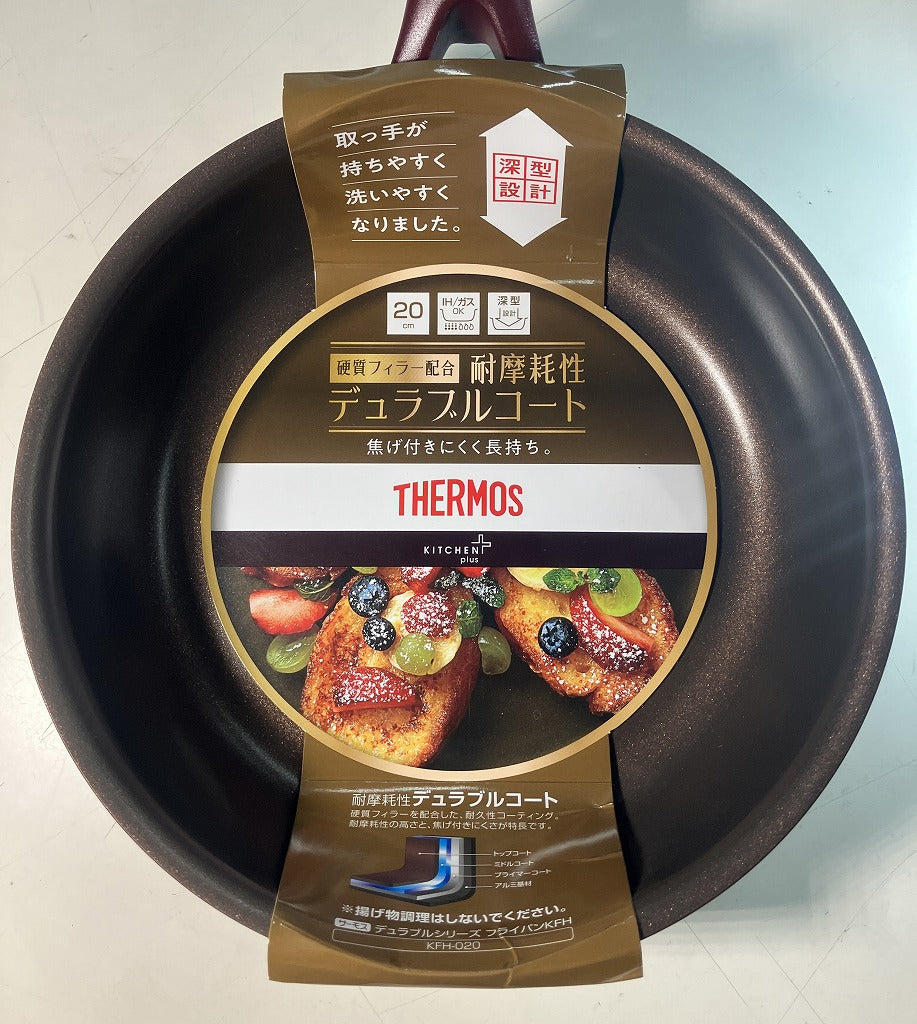 取っ手が
持ちやすく
洗いやすく
なりました。
深型
設計
20
cm
IH/ガス
OK
深型
設計
硬質フィラー配合 耐摩耗性
デュラブルコート
焦げ付きにくく長持ち。
THERMOS
KITCHEN+
plus
耐摩耗性デュラブルコート
硬質フィラーを配合した、耐久性コーティング。
耐摩耗性の高さと、焦げ付きにくさが特長です。
トップコート
ミドルコート
プライマーコート
アルミ基材
※揚げ物調理はしないでください。
サーモス デュラブルシリーズ フライパンKFH
KFH-020